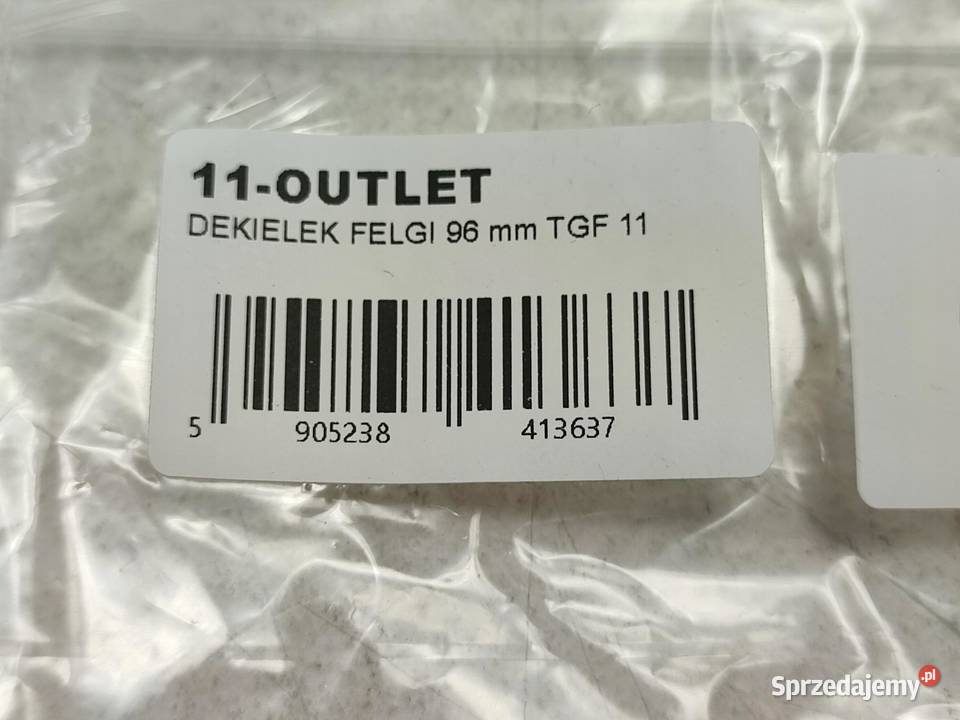 11-OUTLET
DEKIELEK FELGI 96 mm TGF 11
5 905238 413637
Sprzedajemy.pl